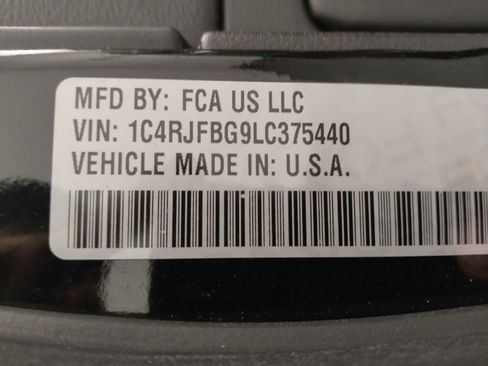 MFD BY: FCA US LLC
VIN: 1C4RJFBG9LC375440
VEHICLE MADE IN: U.S.A.